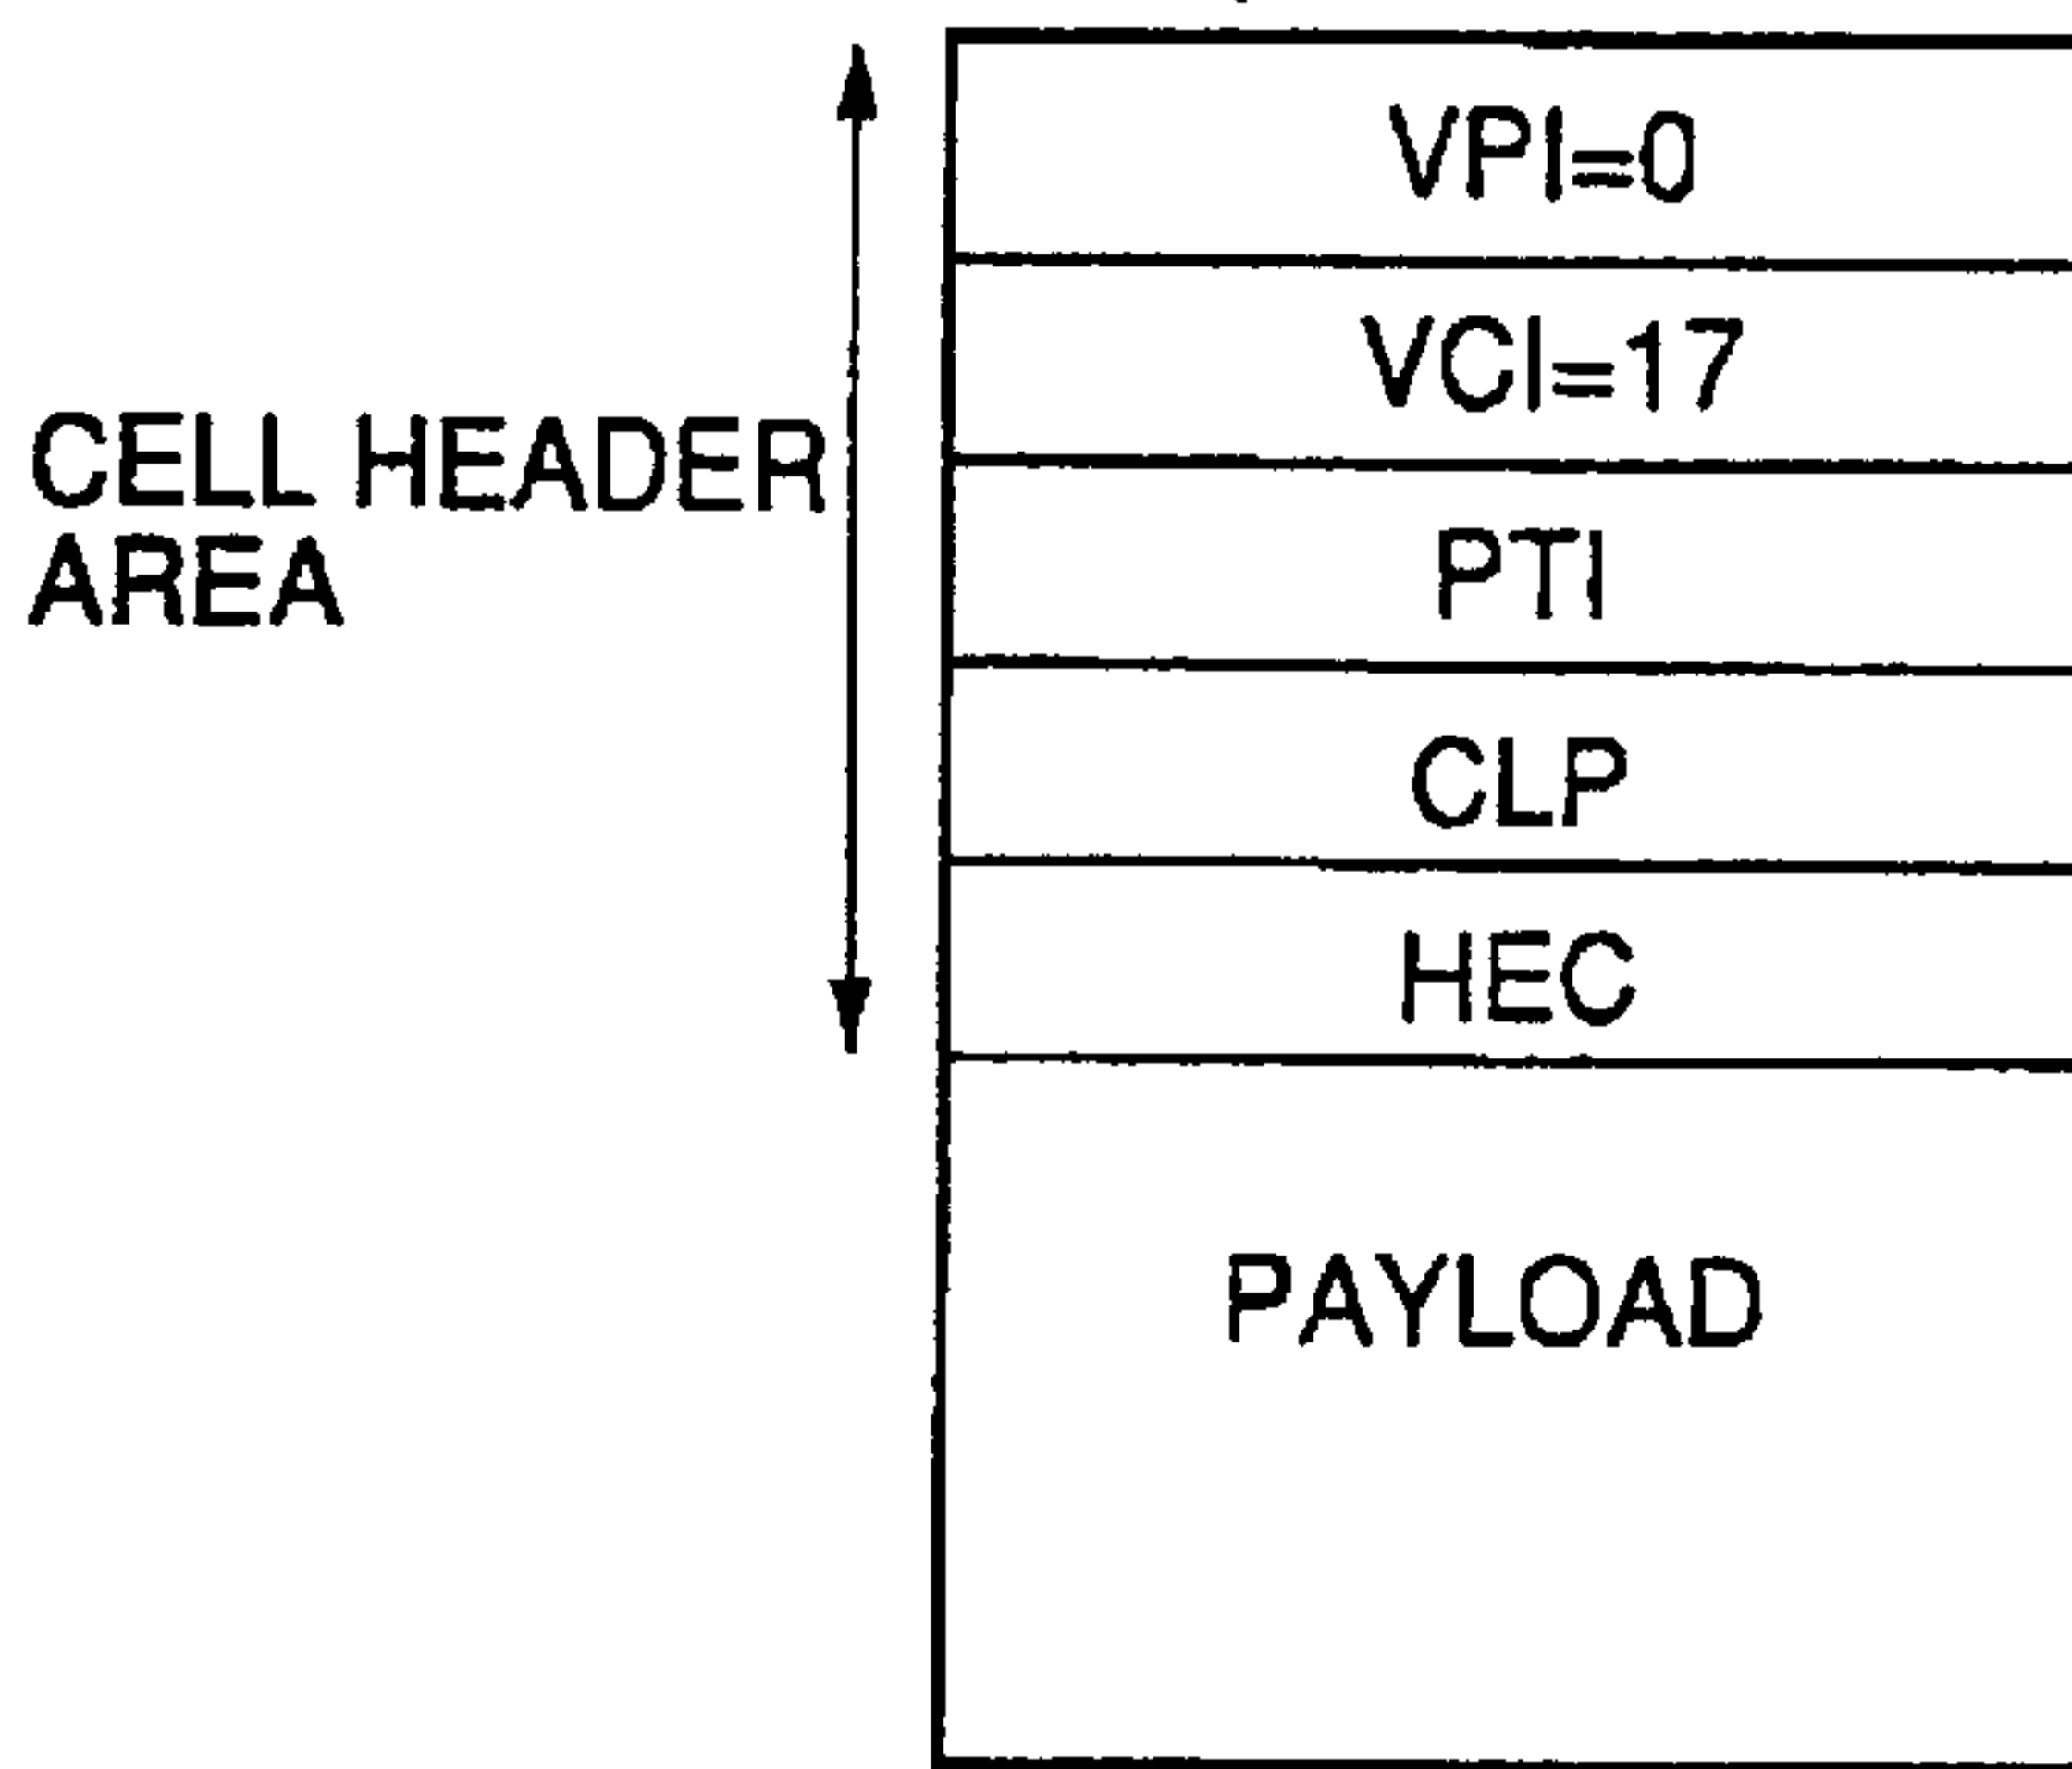 VPI=0
VCI=17
CELL HEADER
AREA
PTI
CLP
HEC
PAYLOAD